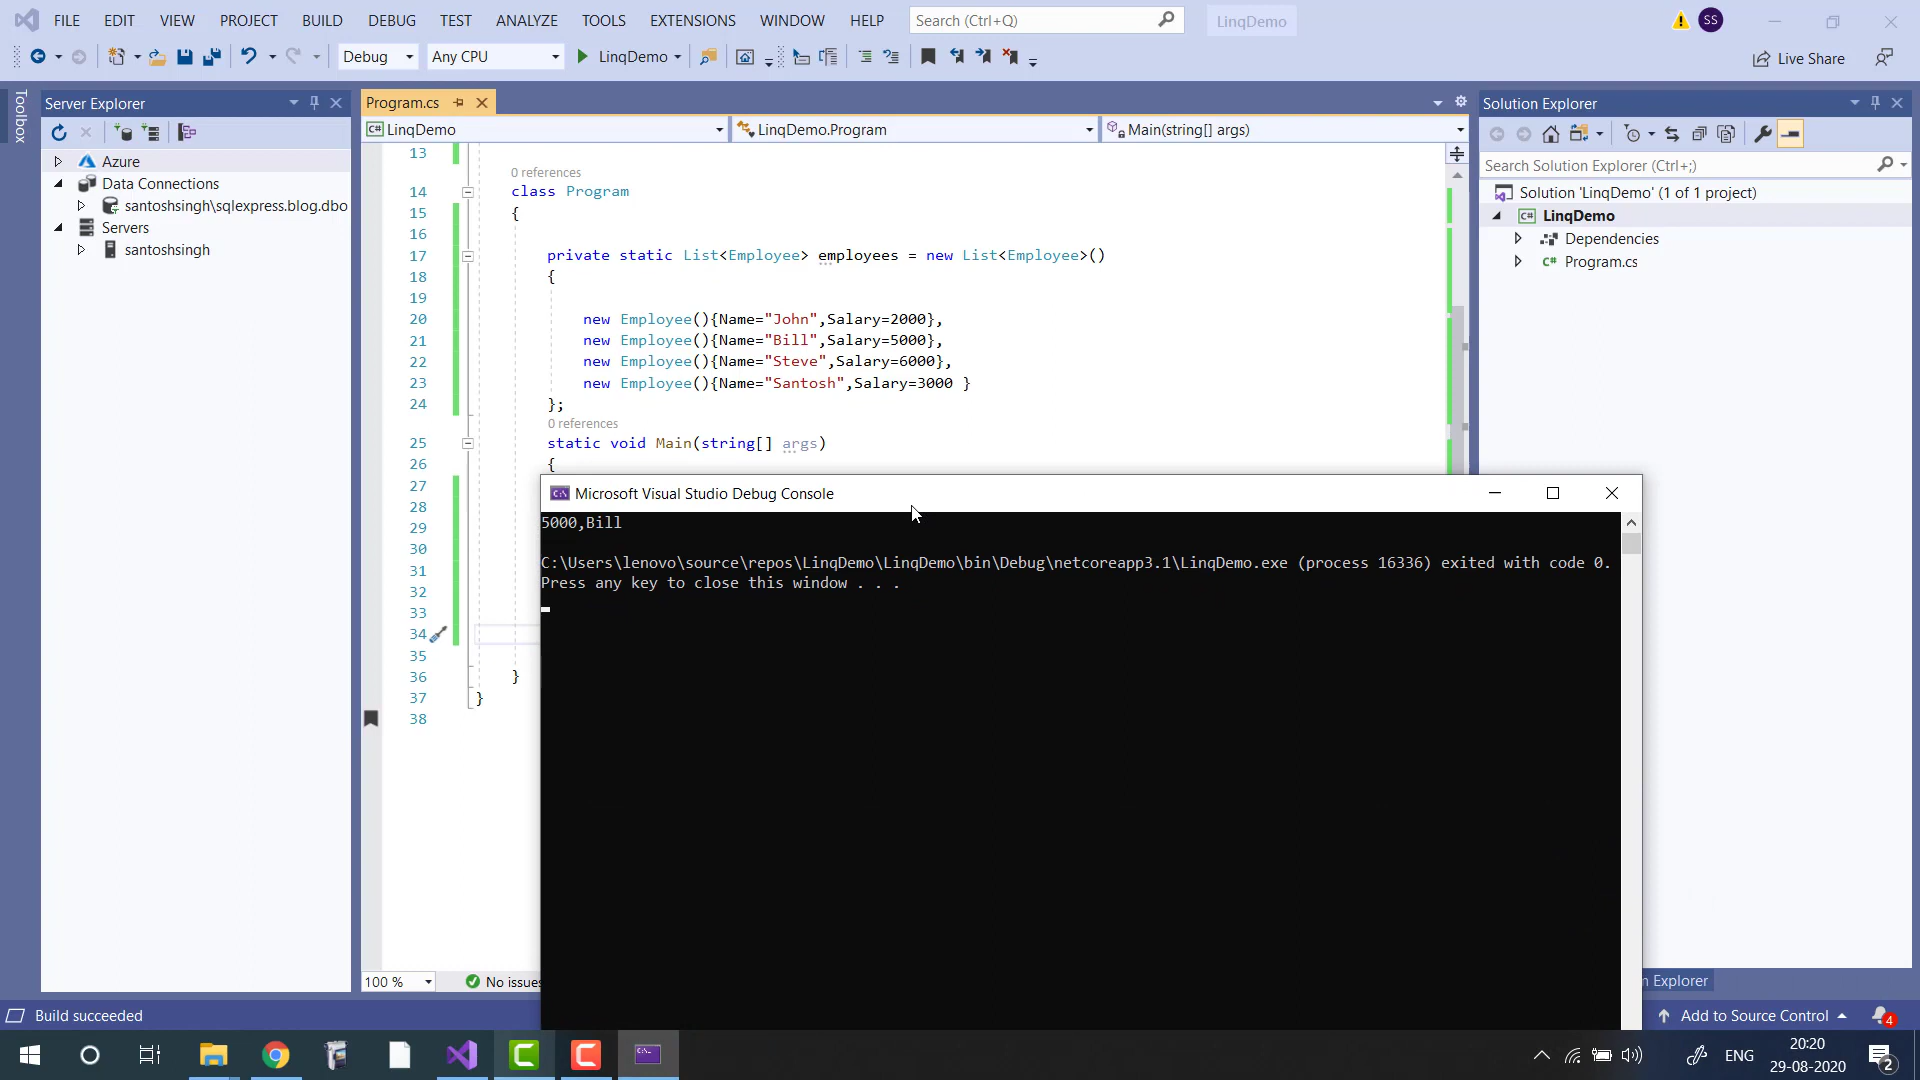 FILE EDIT VIEW PROJECT BUILD DEBUG TEST ANALYZE TOOLS EXTENSIONS WINDOW HELP Search (Ctrl+Q) LinqDemo SS
Debug Any CPU LinqDemo Live Share
Toolbox
Server Explorer
Azure
Data Connections
santoshsingh\sqlexpress.blog.dbo
Servers
santoshsingh
Program.cs
C# LinqDemo LinqDemo.Program Main(string[] args)
13
0 references
14 class Program
15 {
16
17 private static List<Employee> employees = new List<Employee>()
18 {
19
20 new Employee(){Name="John",Salary=2000},
21 new Employee(){Name="Bill",Salary=5000},
22 new Employee(){Name="Steve",Salary=6000},
23 new Employee(){Name="Santosh",Salary=3000 }
24 };
0 references
25 static void Main(string[] args)
26 {
27
28
29
30
31
32
33
34
35
36 }
37 }
38
Microsoft Visual Studio Debug Console
5000,Bill
C:\Users\lenovo\source\repos\LinqDemo\LinqDemo\bin\Debug\netcoreapp3.1\LinqDemo.exe (process 16336) exited with code 0.
Press any key to close this window . . .
Solution Explorer
Search Solution Explorer (Ctrl+;)
Solution 'LinqDemo' (1 of 1 project)
C# LinqDemo
Dependencies
C# Program.cs
100 % No issues
Explorer
Build succeeded Add to Source Control 4
ENG 20:20
29-08-2020 2